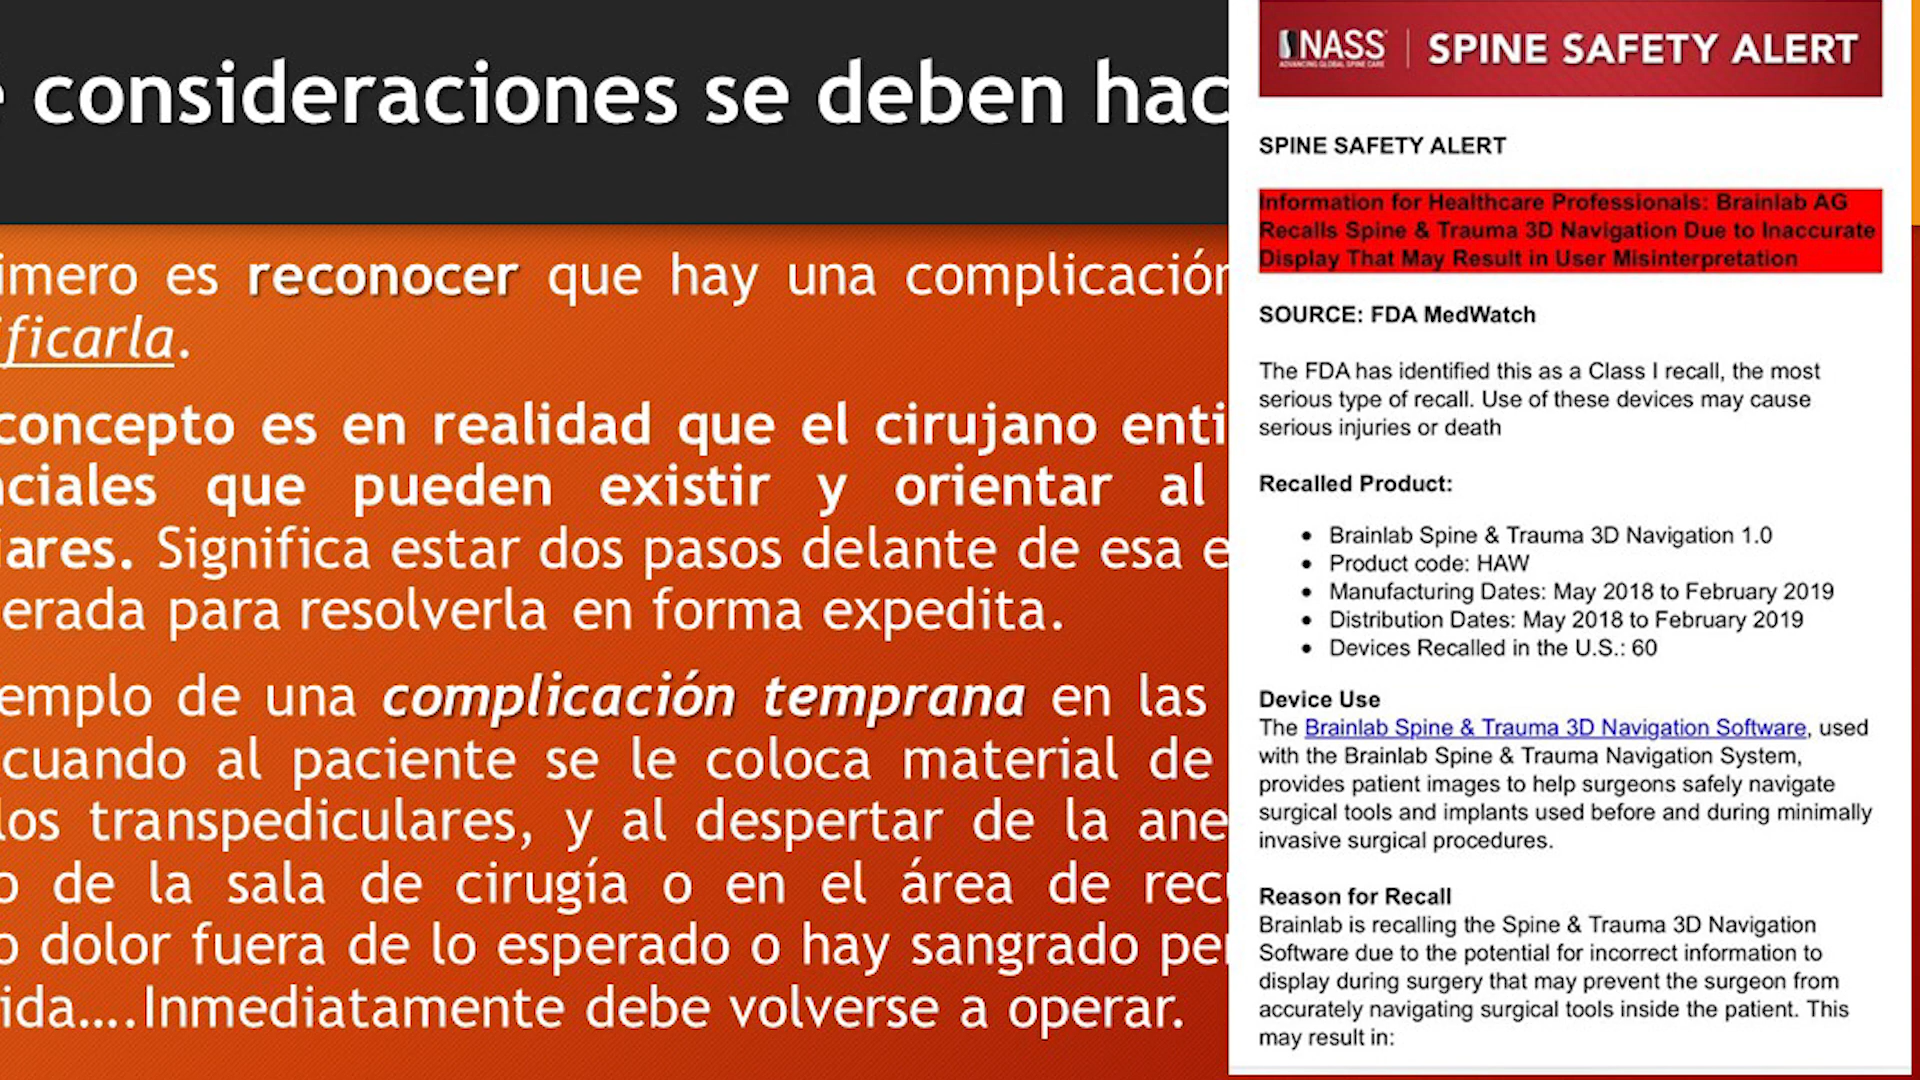 consideraciones se deben hac
imero es reconocer que hay una complicación
ificarla.
concepto es en realidad que el cirujano enti
nciales que pueden existir y orientar al
iares. Significa estar dos pasos delante de esa e
erada para resolverla en forma expedita.
emplo de una complicación temprana en las
cuando al paciente se le coloca material de
los transpediculares, y al despertar de la ane
o de la sala de cirugía o en el área de rec
o dolor fuera de lo esperado o hay sangrado per
ida....Inmediatamente debe volverse a operar.
NASS
ADVANCING GLOBAL SPINE CARE
SPINE SAFETY ALERT
SPINE SAFETY ALERT
Information for Healthcare Professionals: Brainlab AG
Recalls Spine & Trauma 3D Navigation Due to Inaccurate
Display That May Result in User Misinterpretation
SOURCE: FDA MedWatch
The FDA has identified this as a Class I recall, the most
serious type of recall. Use of these devices may cause
serious injuries or death
Recalled Product:
• Brainlab Spine & Trauma 3D Navigation 1.0
• Product code: HAW
• Manufacturing Dates: May 2018 to February 2019
• Distribution Dates: May 2018 to February 2019
• Devices Recalled in the U.S.: 60
Device Use
The Brainlab Spine & Trauma 3D Navigation Software, used
with the Brainlab Spine & Trauma Navigation System,
provides patient images to help surgeons safely navigate
surgical tools and implants used before and during minimally
invasive surgical procedures.
Reason for Recall
Brainlab is recalling the Spine & Trauma 3D Navigation
Software due to the potential for incorrect information to
display during surgery that may prevent the surgeon from
accurately navigating surgical tools inside the patient. This
may result in: